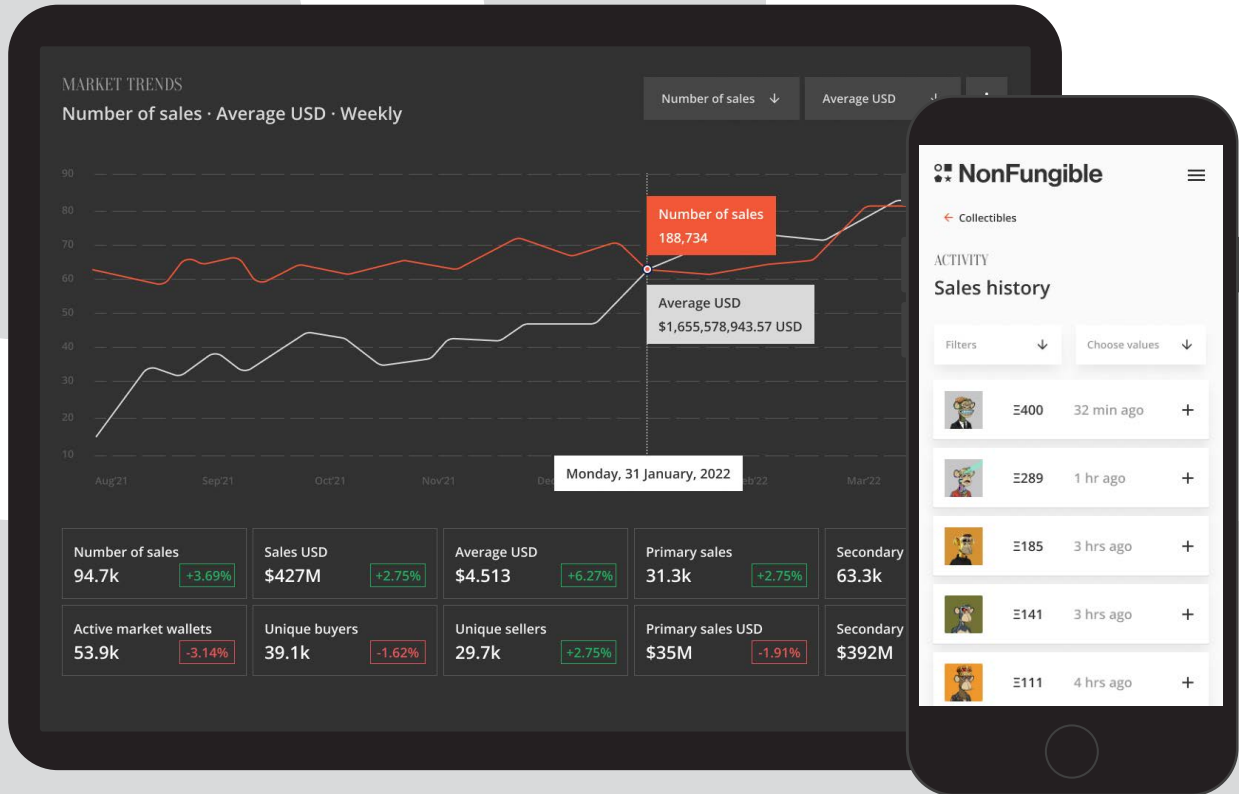 MARKET TRENDS
Number of sales · Average USD · Weekly
Number of sales ↓
Average USD
90
80
70
60
50
40
30
20
10
Number of sales
188,734
Average USD
$1,655,578,943.57 USD
Monday, 31 January, 2022
Aug'21
Sep'21
Oct'21
Nov'21
Mar'22
Number of sales
94.7k
+3.69%
Sales USD
$427M
+2.75%
Average USD
$4.513
+6.27%
Primary sales
31.3k
+2.75%
Secondary
63.3k
Active market wallets
53.9k
-3.14%
Unique buyers
39.1k
-1.62%
Unique sellers
29.7k
+2.75%
Primary sales USD
$35M
-1.91%
Secondary
$392M
NonFungible
← Collectibles
ACTIVITY
Sales history
Filters ↓
Choose values ↓
Ξ400 32 min ago +
Ξ289 1 hr ago +
Ξ185 3 hrs ago +
Ξ141 3 hrs ago +
Ξ111 4 hrs ago +